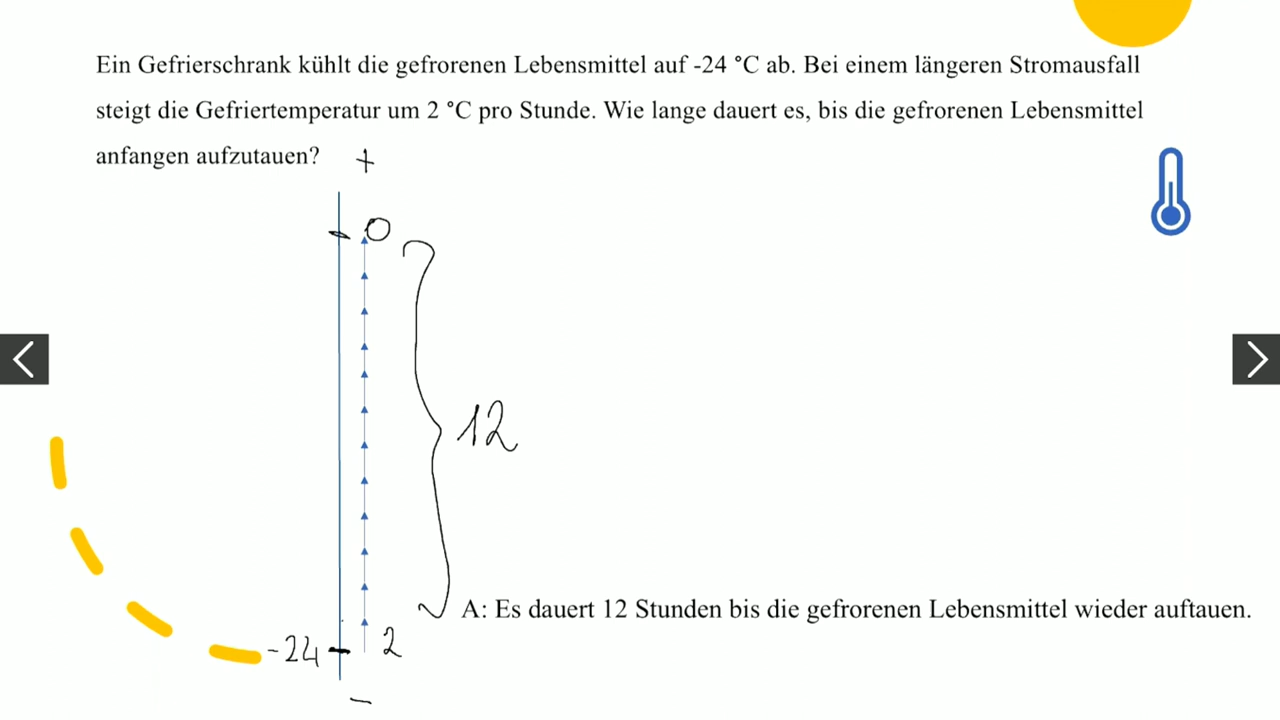 Ein Gefrierschrank kühlt die gefrorenen Lebensmittel auf -24 °C ab. Bei einem längeren Stromausfall
steigt die Gefriertemperatur um 2 °C pro Stunde. Wie lange dauert es, bis die gefrorenen Lebensmittel
anfangen aufzutauen?
+
0
12
A: Es dauert 12 Stunden bis die gefrorenen Lebensmittel wieder auftauen.
-24 2
-